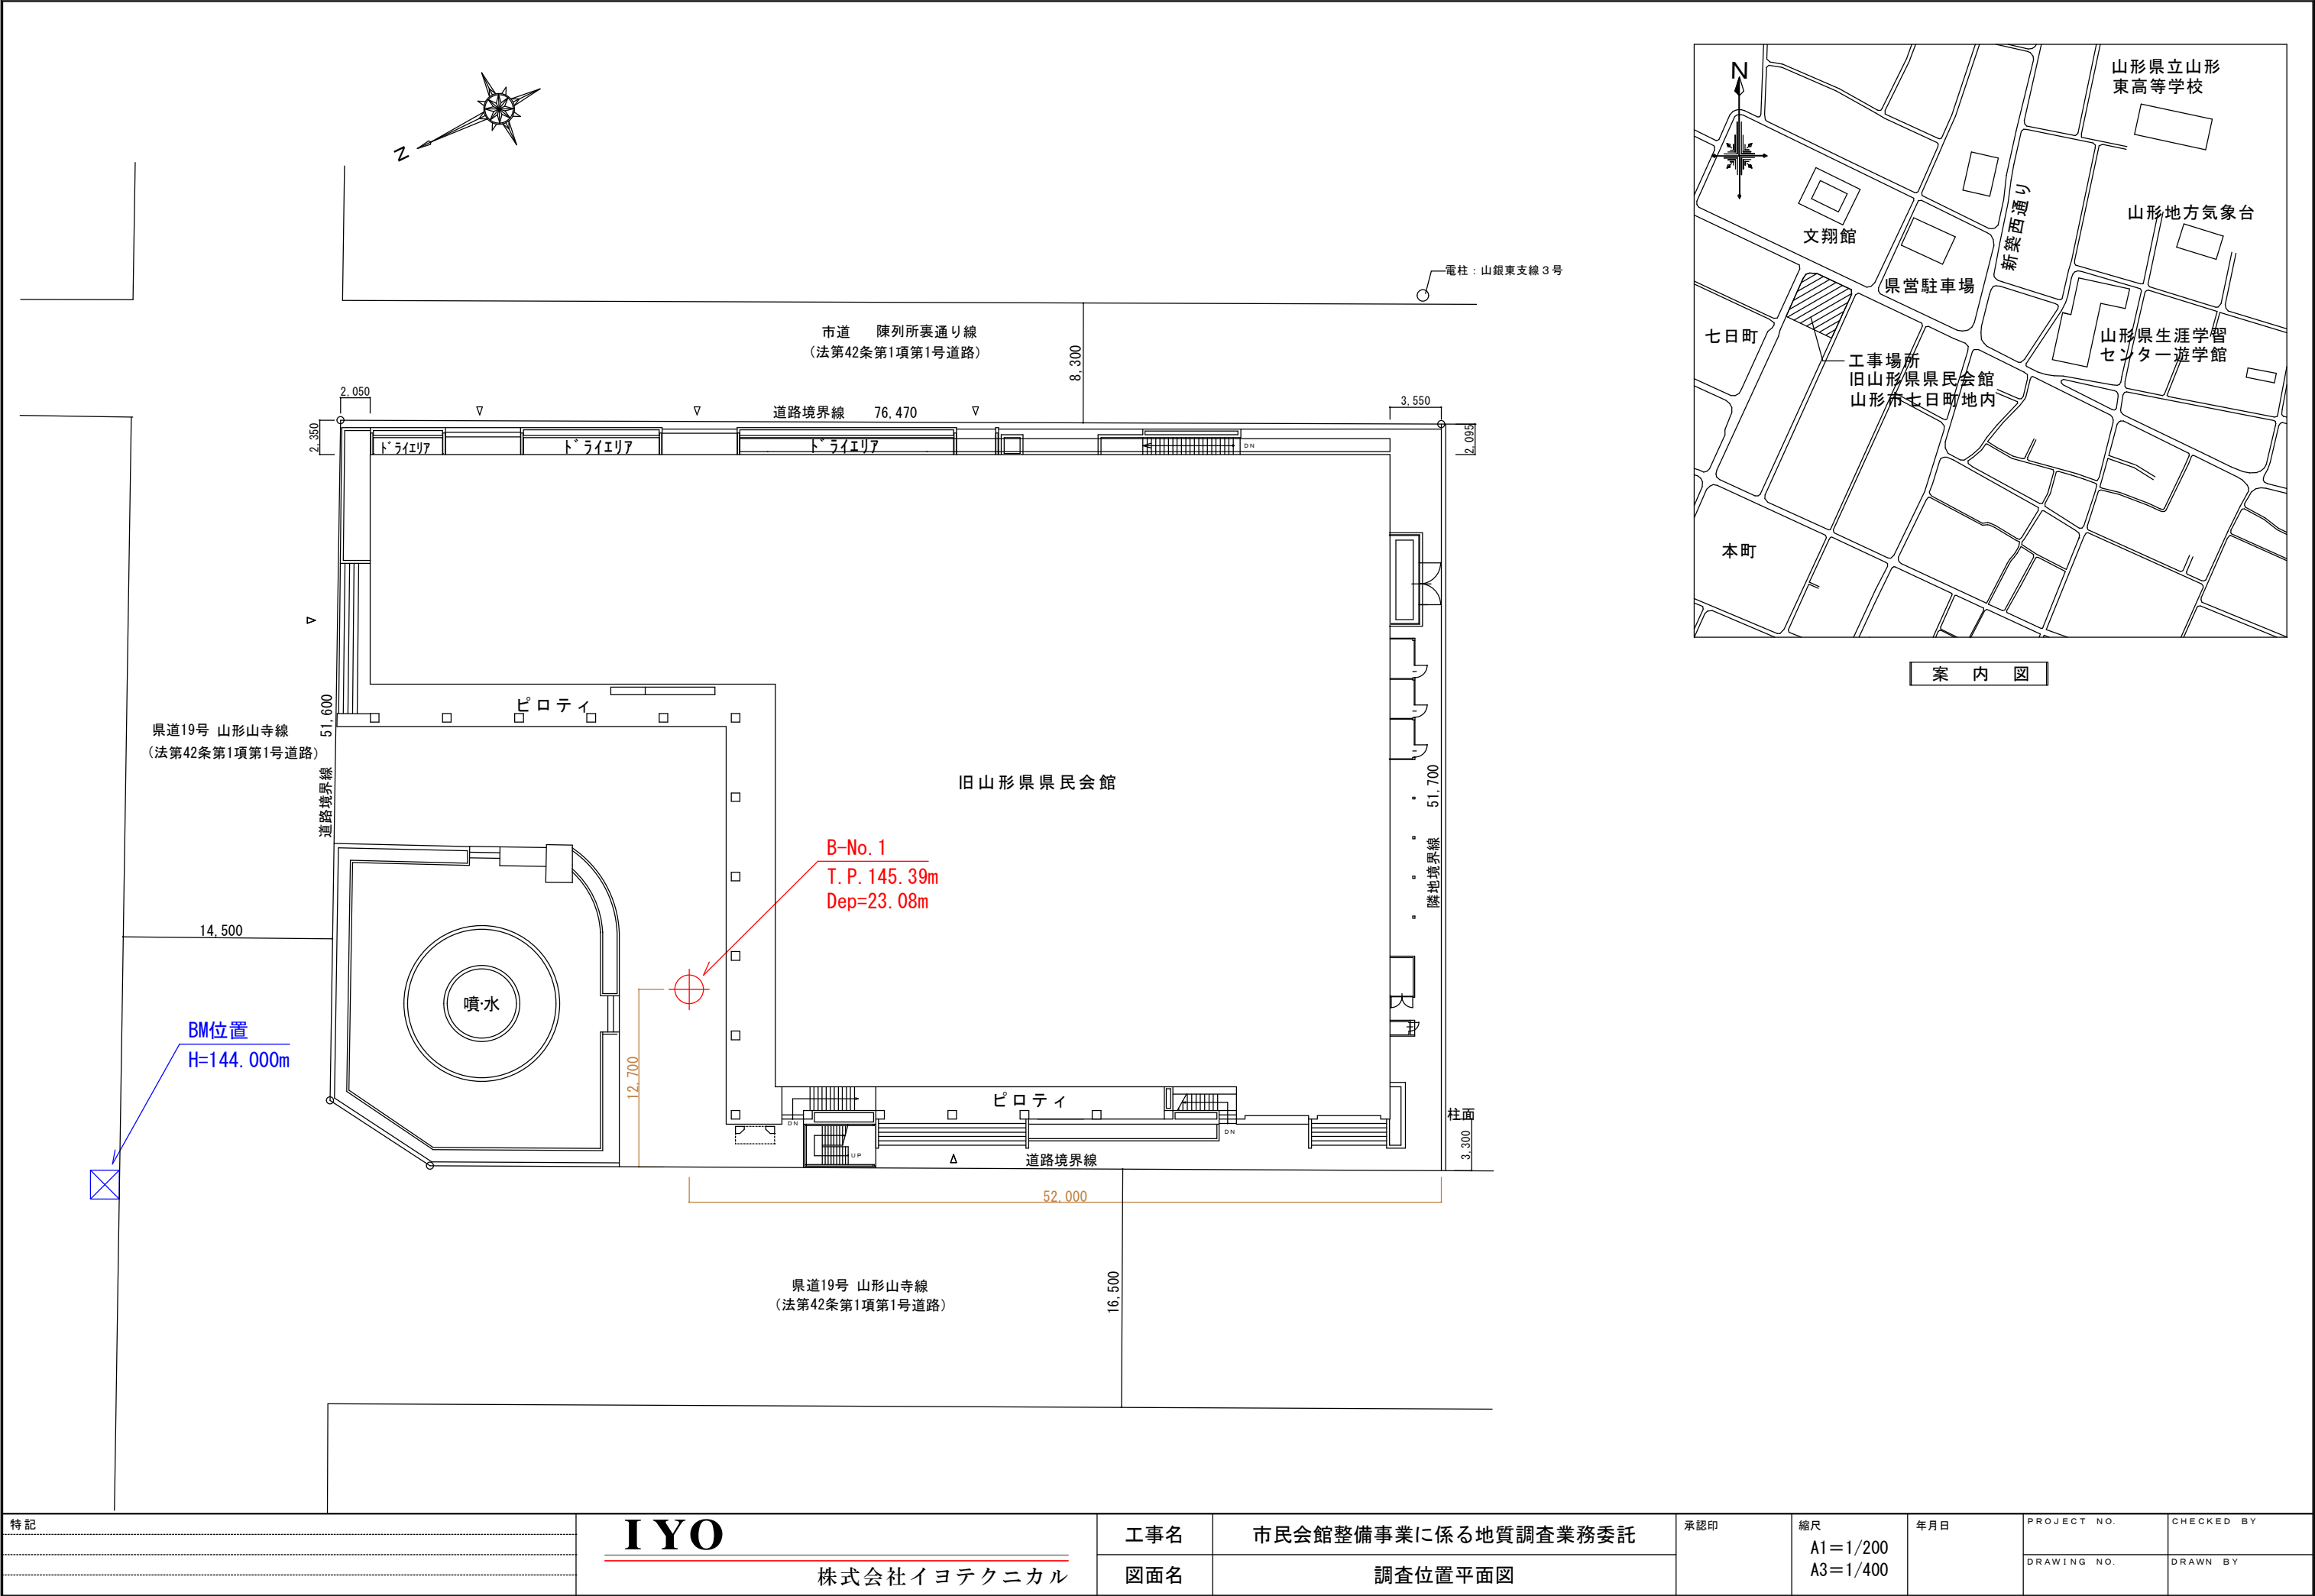 N
電柱：山銀東支線３号
市道　陳列所裏通り線
（法第42条第1項第1号道路）
8,300
2,050
2,350
道路境界線　76,470
3,550
2,095
ドライエリア
ドライエリア
ドライエリア
DN
ピロティ
県道19号 山形山寺線
（法第42条第1項第1号道路）
道路境界線　51,600
旧山形県県民会館
隣地境界線　51,700
B-No.1
T.P.145.39m
Dep=23.08m
14,500
噴水
BM位置
H=144.000m
12,700
ピロティ
DN
UP
DN
柱面
3,300
道路境界線
52,000
県道19号 山形山寺線
（法第42条第1項第1号道路）
16,500
N
山形県立山形
東高等学校
新築西通り
山形地方気象台
文翔館
県営駐車場
七日町
山形県生涯学習
センター遊学館
工事場所
旧山形県県民会館
山形市七日町地内
本町
案 内 図
特記
IYO
株式会社イヨテクニカル
工事名
市民会館整備事業に係る地質調査業務委託
図面名
調査位置平面図
承認印
縮尺
A1＝1/200
A3＝1/400
年月日
PROJECT NO.
CHECKED BY
DRAWING NO.
DRAWN BY